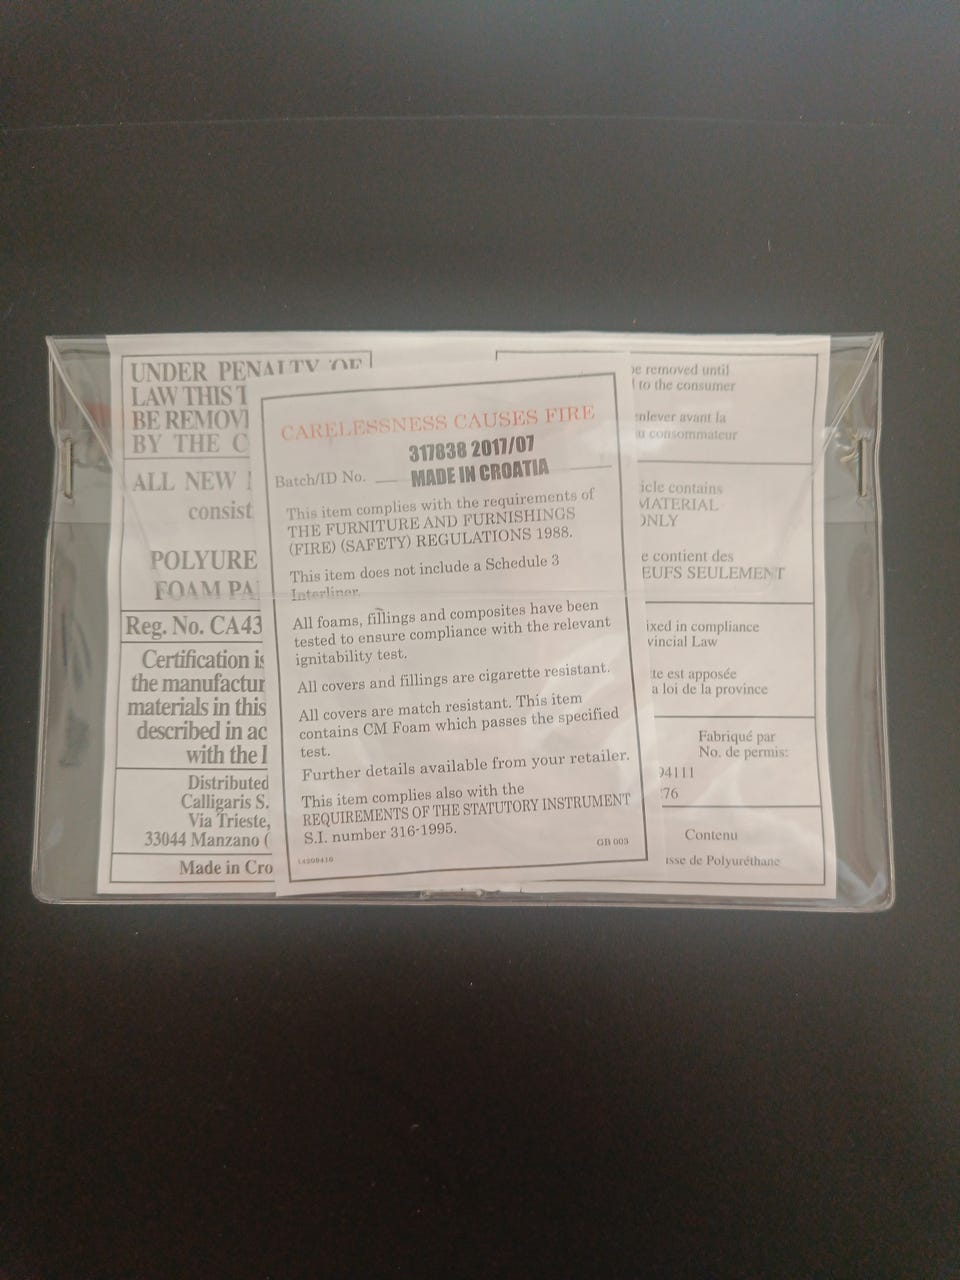 UNDER PENALTY OF
LAW THIS T
BE REMOV
BY THE C
ALL NEW
consist
POLYURE
FOAM PA
Reg. No. CA43
Certification is
the manufactur
materials in this
described in ac
with the l
Distributed
Calligaris S.
Via Trieste,
33044 Manzano (
Made in Cro
CARELESSNESS CAUSES FIRE
317838 2017/07
Batch/ID No. MADE IN CROATIA
This item complies with the requirements of
THE FURNITURE AND FURNISHINGS
(FIRE) (SAFETY) REGULATIONS 1988.
This item does not include a Schedule 3
Interliner.
All foams, fillings and composites have been
tested to ensure compliance with the relevant
ignitability test.
All covers and fillings are cigarette resistant.
All covers are match resistant. This item
contains CM Foam which passes the specified
test.
Further details available from your retailer.
This item complies also with the
REQUIREMENTS OF THE STATUTORY INSTRUMENT
S.I. number 316-1995.
GB 003
be removed until
to the consumer
enlever avant la
u consommateur
icle contains
MATERIAL
ONLY
e contient des
EUFS SEULEMENT
ixed in compliance
vincial Law
te est apposée
a loi de la province
Fabriqué par
No. de permis:
94111
76
Contenu
sse de Polyuréthane